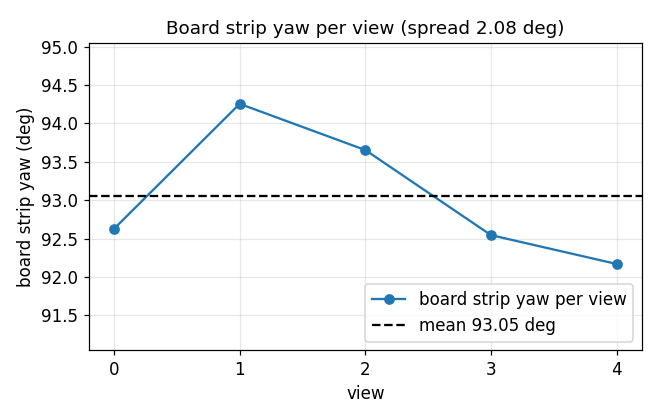 Board strip yaw per view (spread 2.08 deg)
board strip yaw (deg)
95.0
94.5
94.0
93.5
93.0
92.5
92.0
91.5
board strip yaw per view
mean 93.05 deg
0 1 2 3 4
view